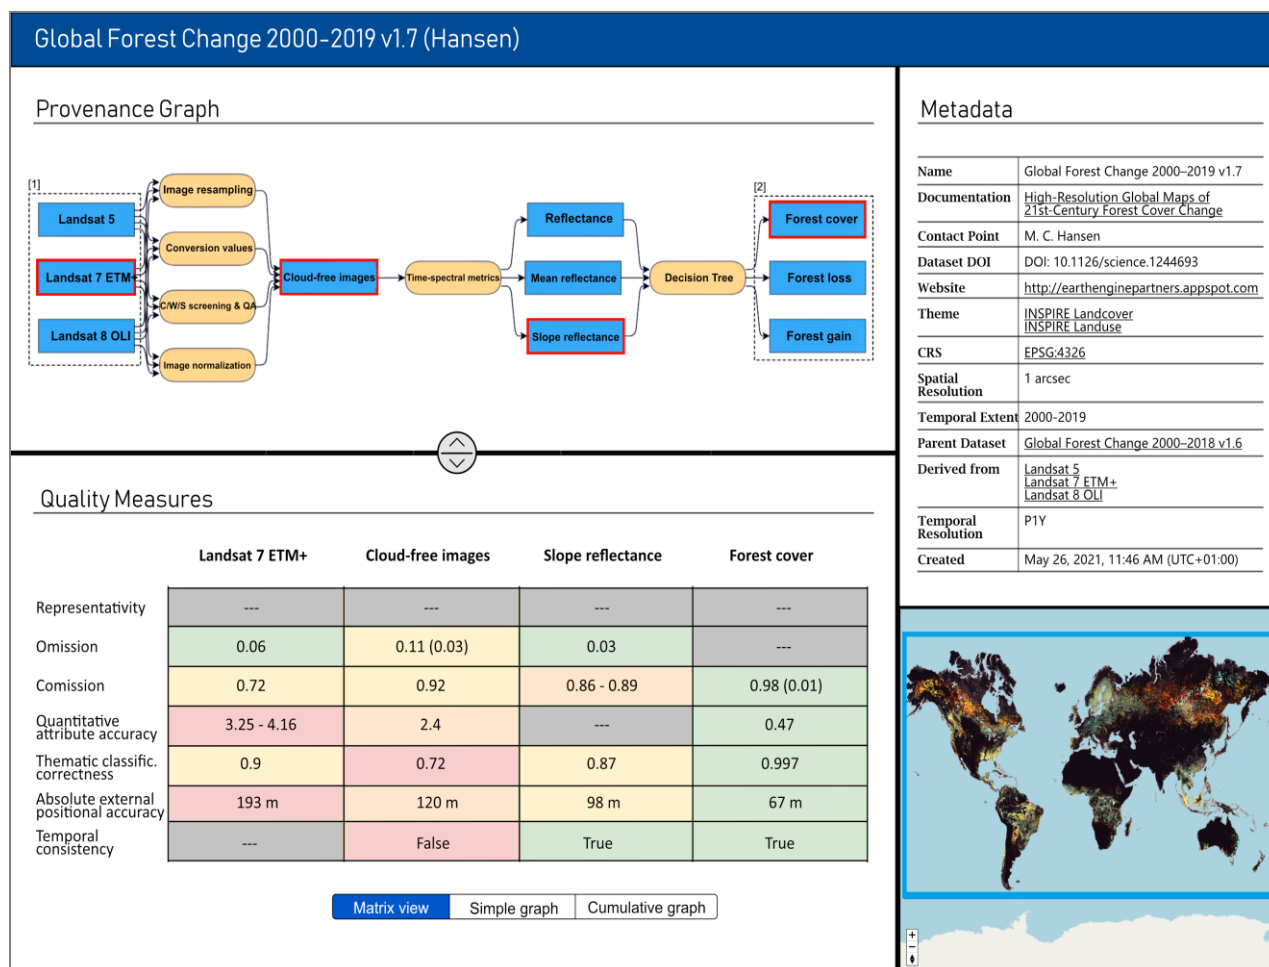 Global Forest Change 2000-2019 v1.7 (Hansen)
Provenance Graph
[1]
Landsat 5
Landsat 7 ETM+
Landsat 8 OLI
Image resampling
Conversion values
C/W/S screening & QA
Image normalization
Cloud-free images
Time-spectral metrics
Reflectance
Mean reflectance
Slope reflectance
Decision Tree
[2]
Forest cover
Forest loss
Forest gain
Quality Measures
Landsat 7 ETM+ Cloud-free images Slope reflectance Forest cover
Representativity --- --- --- ---
Omission 0.06 0.11 (0.03) 0.03 ---
Comission 0.72 0.92 0.86 - 0.89 0.98 (0.01)
Quantitative
attribute accuracy 3.25 - 4.16 2.4 --- 0.47
Thematic classific.
correctness 0.9 0.72 0.87 0.997
Absolute external
positional accuracy 193 m 120 m 98 m 67 m
Temporal
consistency --- False True True
Matrix view Simple graph Cumulative graph
Metadata
Name Global Forest Change 2000–2019 v1.7
Documentation High-Resolution Global Maps of
21st-Century Forest Cover Change
Contact Point M. C. Hansen
Dataset DOI DOI: 10.1126/science.1244693
Website http://earthenginepartners.appspot.com
Theme INSPIRE Landcover
INSPIRE Landuse
CRS EPSG:4326
Spatial
Resolution 1 arcsec
Temporal Extent 2000-2019
Parent Dataset Global Forest Change 2000–2018 v1.6
Derived from Landsat 5
Landsat 7 ETM+
Landsat 8 OLI
Temporal
Resolution P1Y
Created May 26, 2021, 11:46 AM (UTC+01:00)
+
−